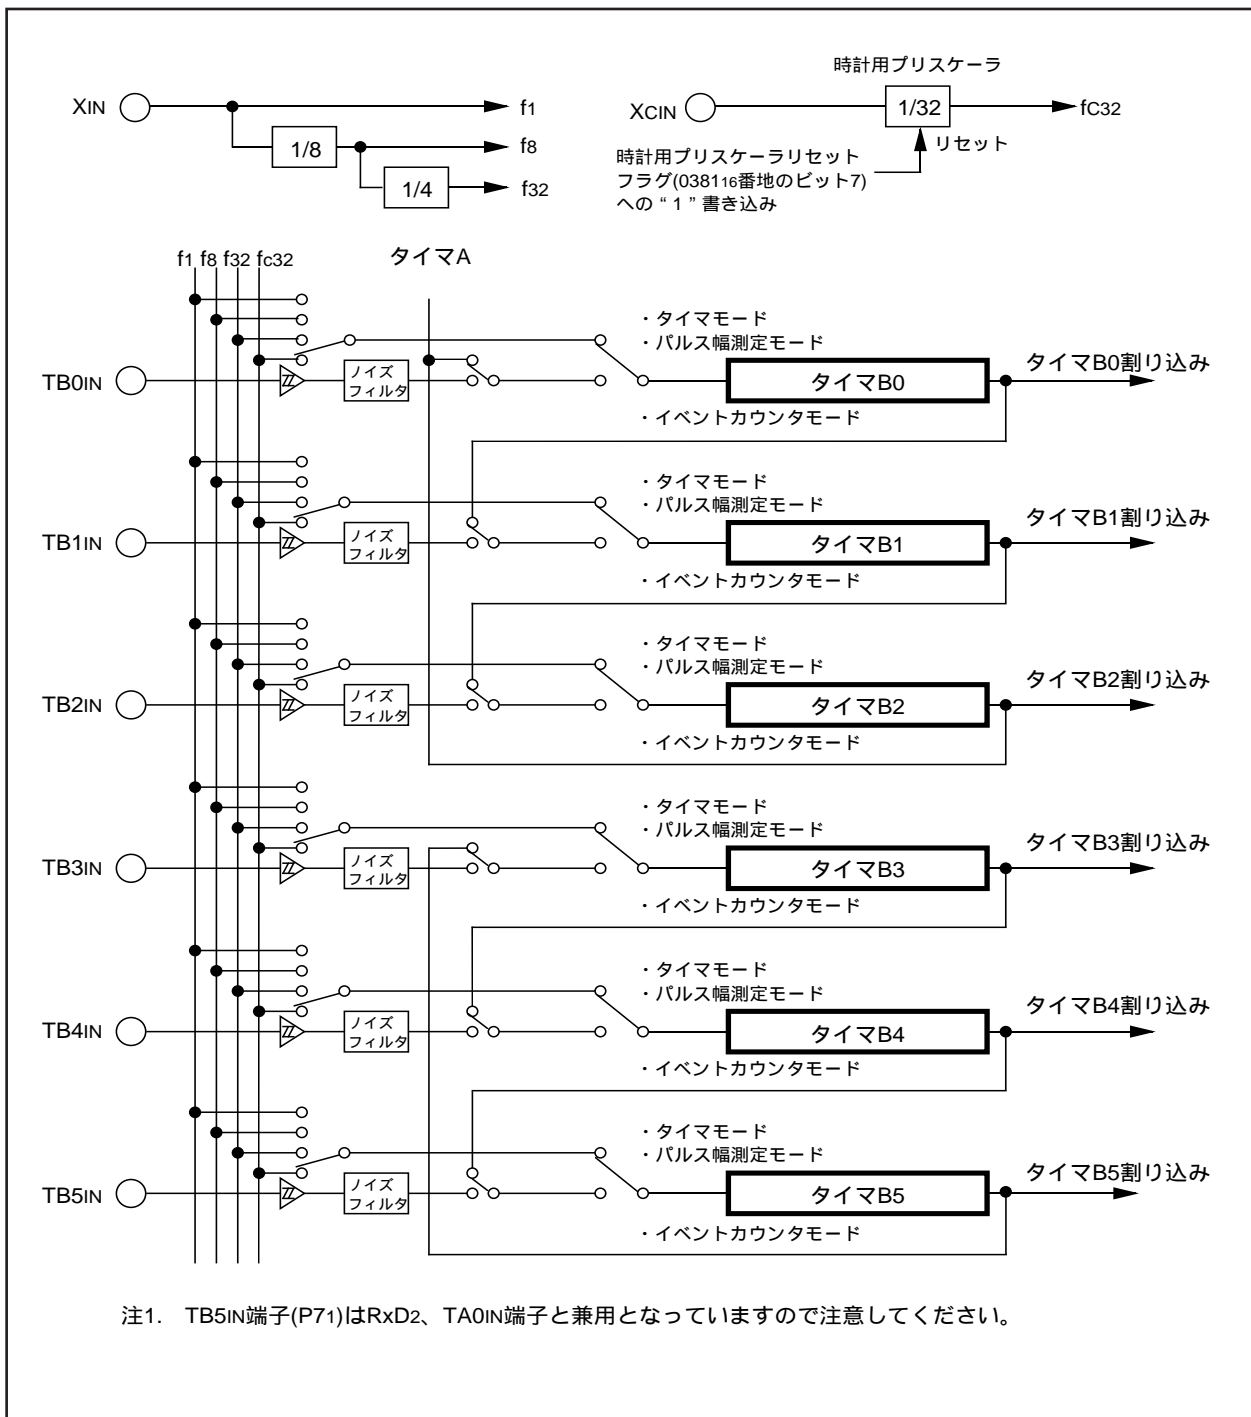 時計用プリスケーラ
XIN f1 XCIN 1/32 fC32
1/8 f8 リセット
時計用プリスケーラリセット
フラグ(038116番地のビット7)
への“1”書き込み
1/4 f32
f1 f8 f32 fc32 タイマA
・タイマモード
・パルス幅測定モード
TB0IN
ノイズ
フィルタ
タイマB0
タイマB0割り込み
・イベントカウンタモード
・タイマモード
・パルス幅測定モード
TB1IN
ノイズ
フィルタ
タイマB1
タイマB1割り込み
・イベントカウンタモード
・タイマモード
・パルス幅測定モード
TB2IN
ノイズ
フィルタ
タイマB2
タイマB2割り込み
・イベントカウンタモード
・タイマモード
・パルス幅測定モード
TB3IN
ノイズ
フィルタ
タイマB3
タイマB3割り込み
・イベントカウンタモード
・タイマモード
・パルス幅測定モード
TB4IN
ノイズ
フィルタ
タイマB4
タイマB4割り込み
・イベントカウンタモード
・タイマモード
・パルス幅測定モード
TB5IN
ノイズ
フィルタ
タイマB5
タイマB5割り込み
・イベントカウンタモード
注1. TB5IN端子(P71)はRxD2、TA0IN端子と兼用となっていますので注意してください。